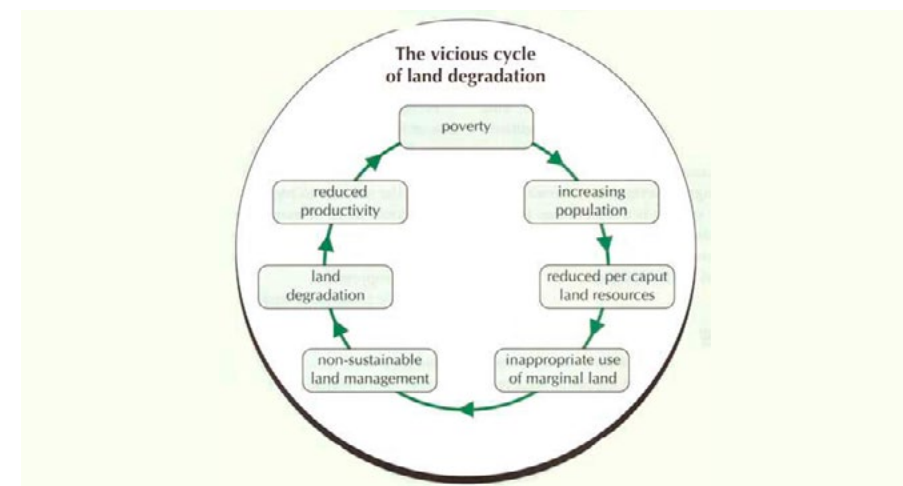 The vicious cycle
of land degradation
poverty
increasing
population
reduced per caput
land resources
inappropriate use
of marginal land
non-sustainable
land management
land
degradation
reduced
productivity